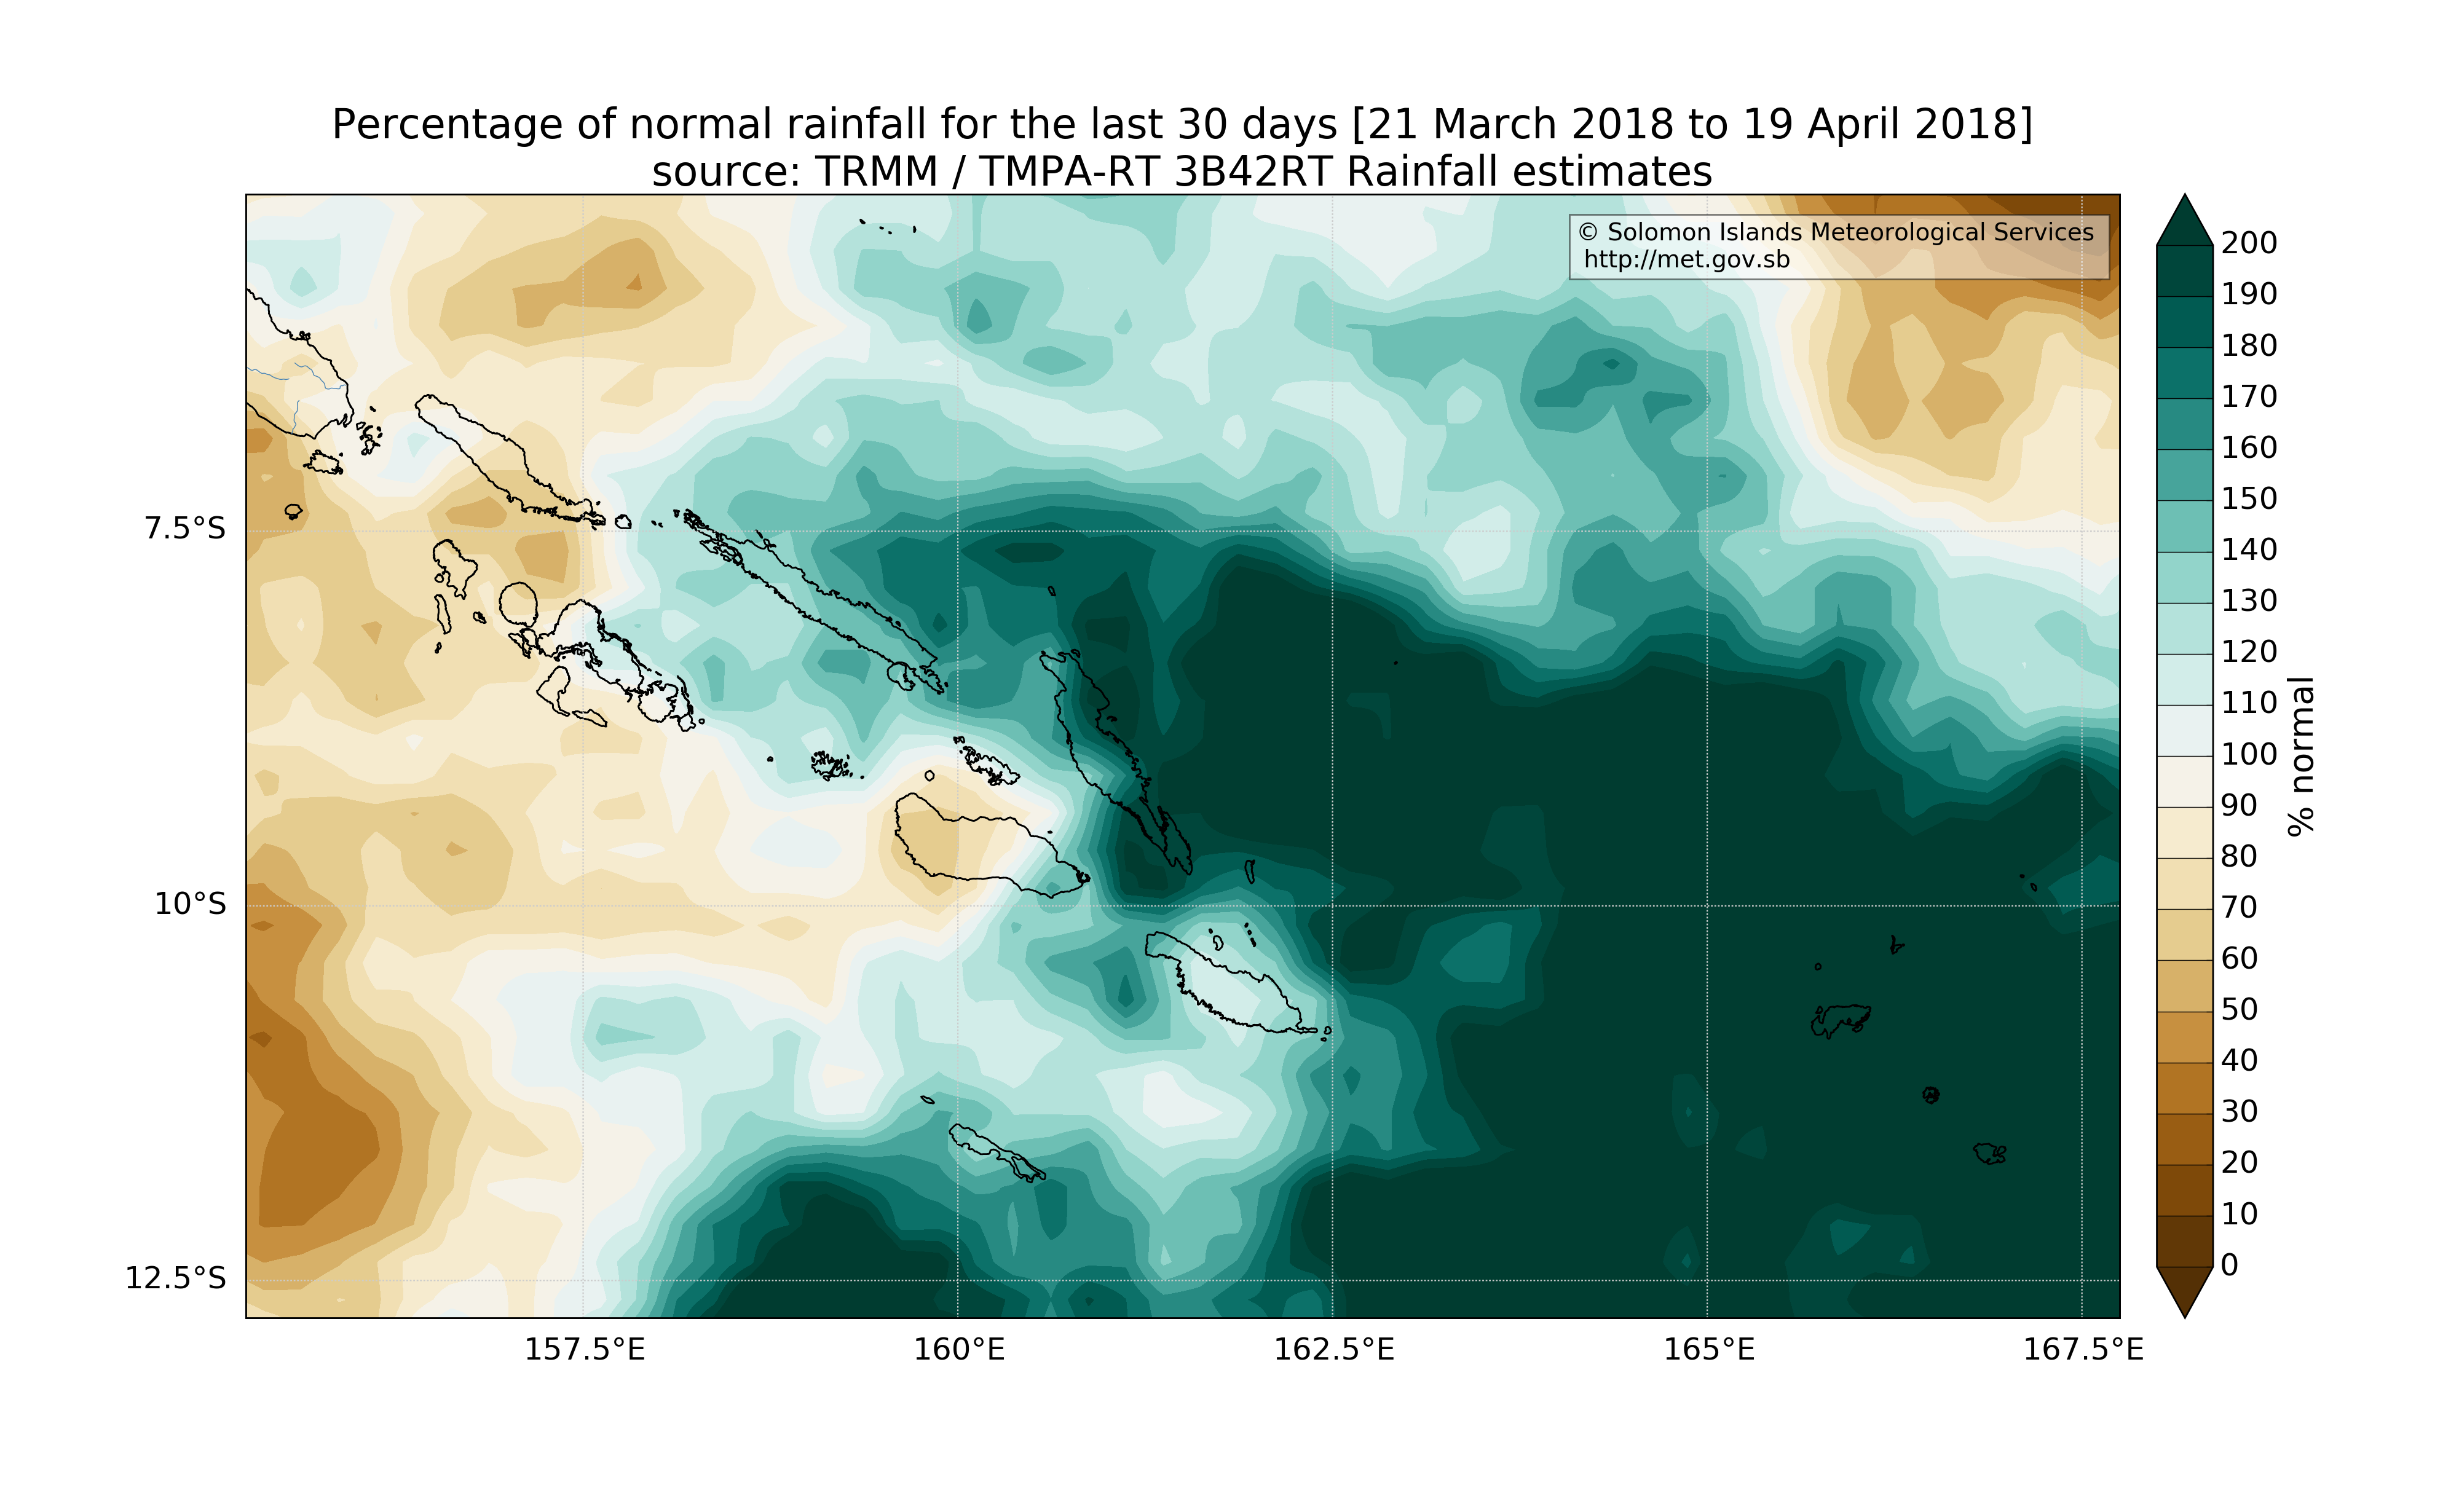 Percentage of normal rainfall for the last 30 days [21 March 2018 to 19 April 2018]
source: TRMM / TMPA-RT 3B42RT Rainfall estimates
© Solomon Islands Meteorological Services
http://met.gov.sb
7.5°S
10°S
12.5°S
157.5°E
160°E
162.5°E
165°E
167.5°E
200
190
180
170
160
150
140
130
120
110
100
90
80
70
60
50
40
30
20
10
0
% normal